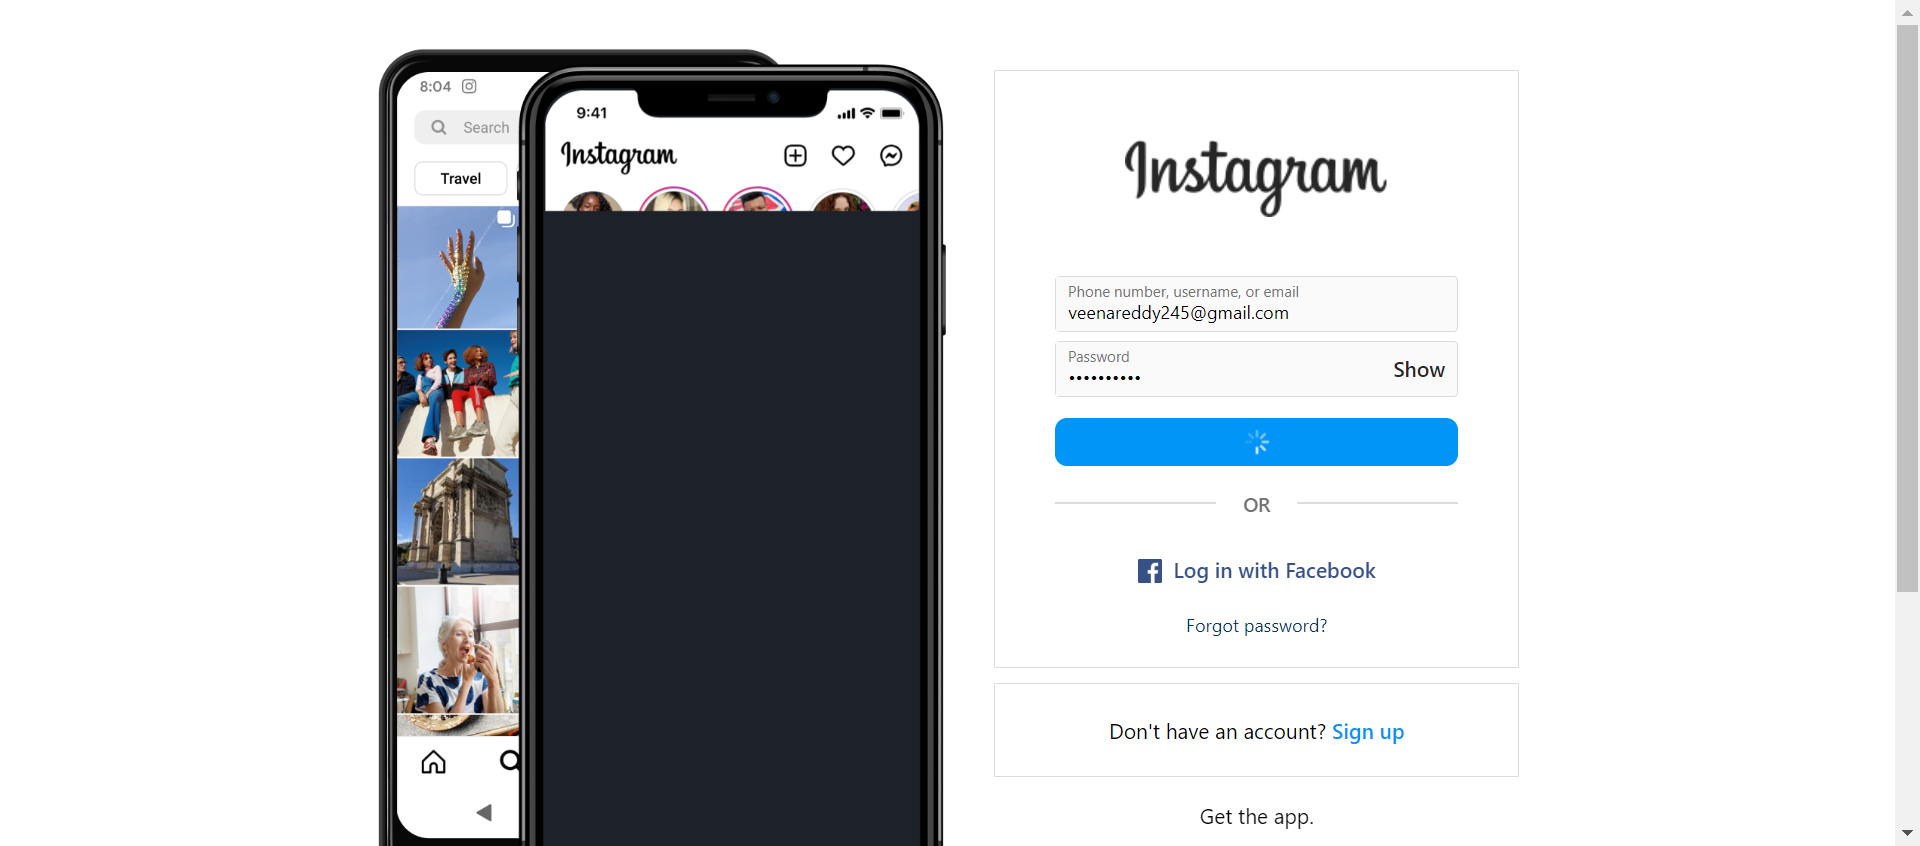 8:04
Search
Travel
9:41
Instagram
Instagram
Phone number, username, or email
veenareddy245@gmail.com
Password
••••••••••
Show
OR
Log in with Facebook
Forgot password?
Don't have an account? Sign up
Get the app.